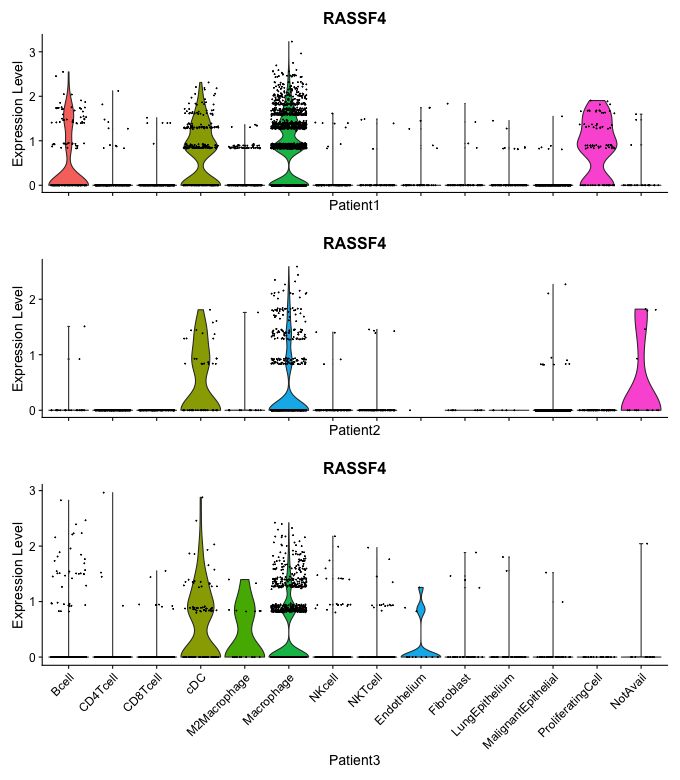 RASSF4
Expression Level
3
2
1
0
Patient1
RASSF4
Expression Level
2
1
0
Patient2
RASSF4
Expression Level
3
2
1
0
Bcell
CD4Tcell
CD8Tcell
cDC
M2Macrophage
Macrophage
NKcell
NKTcell
Endothelium
Fibroblast
LungEpithelium
MalignantEpithelial
ProliferatingCell
NotAvail
Patient3